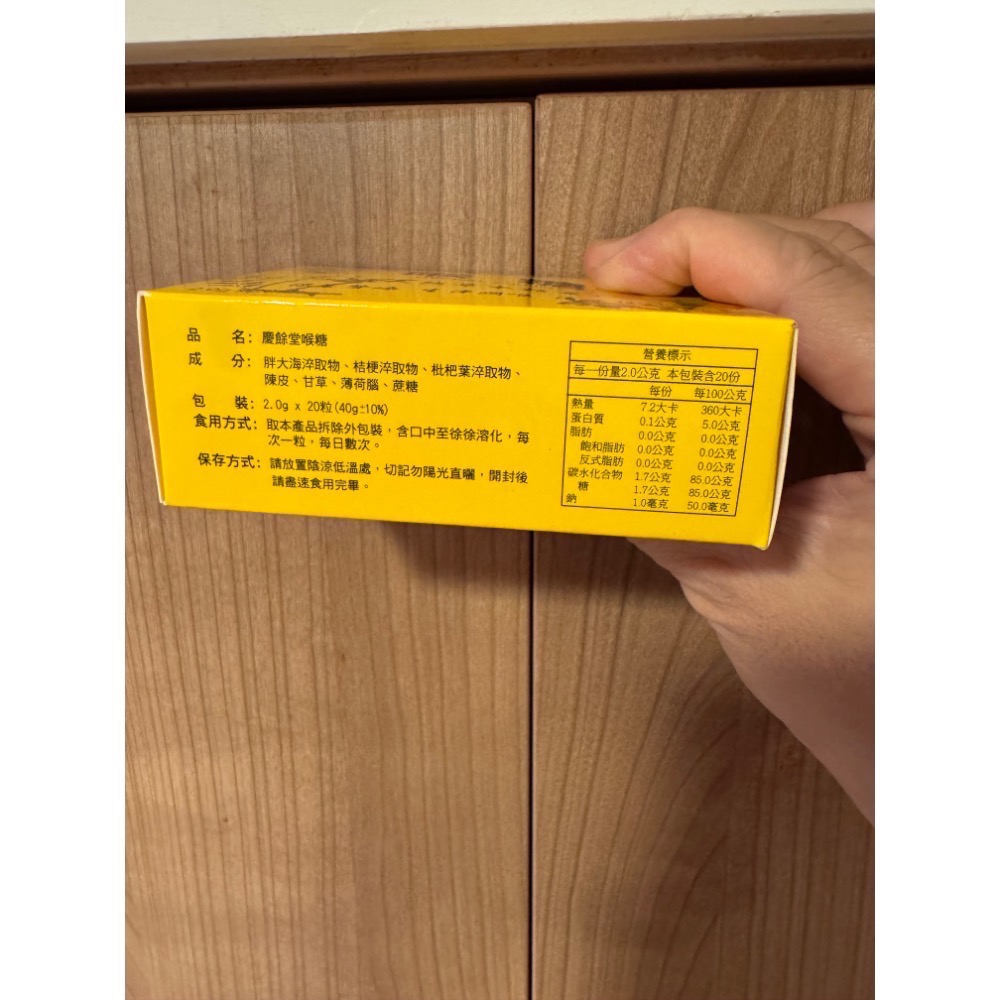 品　　名：慶餘堂喉糖
成　　分：胖大海淬取物、桔梗淬取物、枇杷葉淬取物、
陳皮、甘草、薄荷腦、蔗糖
包　　裝：2.0g x 20粒(40g±10%)
食用方式：取本產品拆除外包裝，含口中至徐徐溶化，每
次一粒，每日數次。
保存方式：請放置陰涼低溫處，切記勿陽光直曬，開封後
請盡速食用完畢。
營養標示
每一份量2.0公克 本包裝含20份
每份 每100公克
熱量 7.2大卡 360大卡
蛋白質 0.1公克 5.0公克
脂肪 0.0公克 0.0公克
飽和脂肪 0.0公克 0.0公克
反式脂肪 0.0公克 0.0公克
碳水化合物 1.7公克 85.0公克
糖 1.7公克 85.0公克
鈉 1.0毫克 50.0毫克